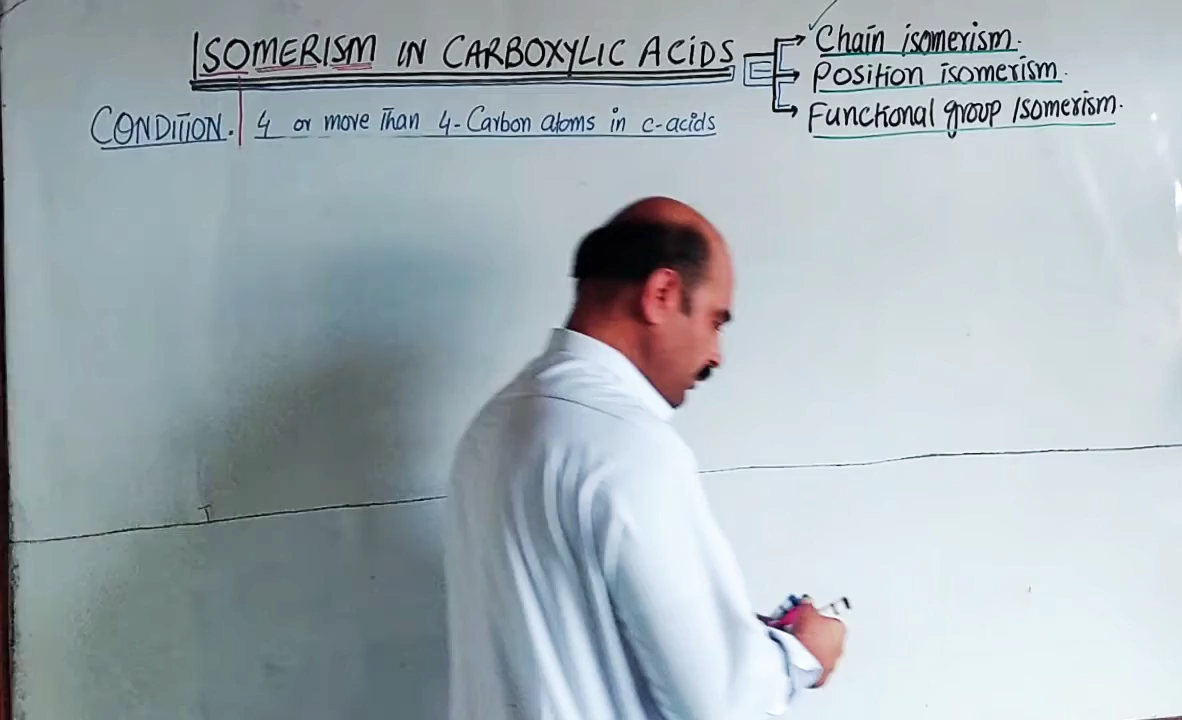 ISOMERISM IN CARBOXYLIC ACIDS
Chain isomerism.
Position isomerism.
Functional group Isomerism.
CONDITION. 4 or more Than 4-Carbon atoms in c-acids